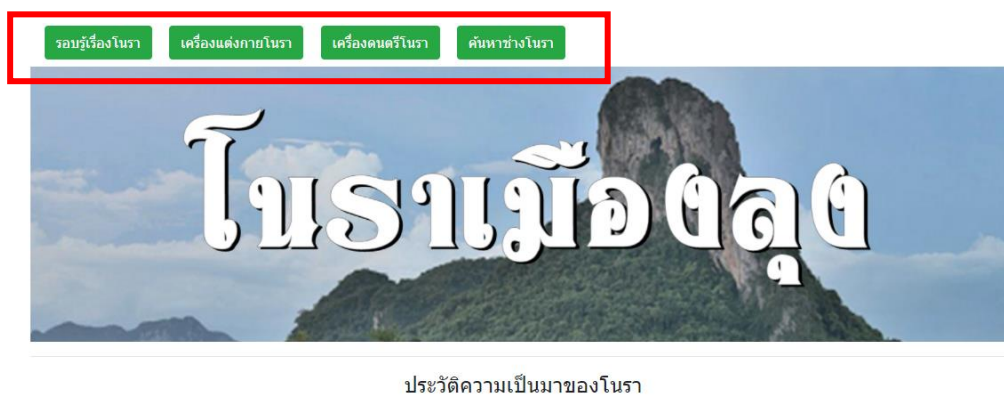 รอบรู้เรื่องโนรา เครื่องแต่งกายโนรา เครื่องดนตรีโนรา ค้นหาช่างโนรา
โนราเมืองลุง
ประวัติความเป็นมาของโนรา